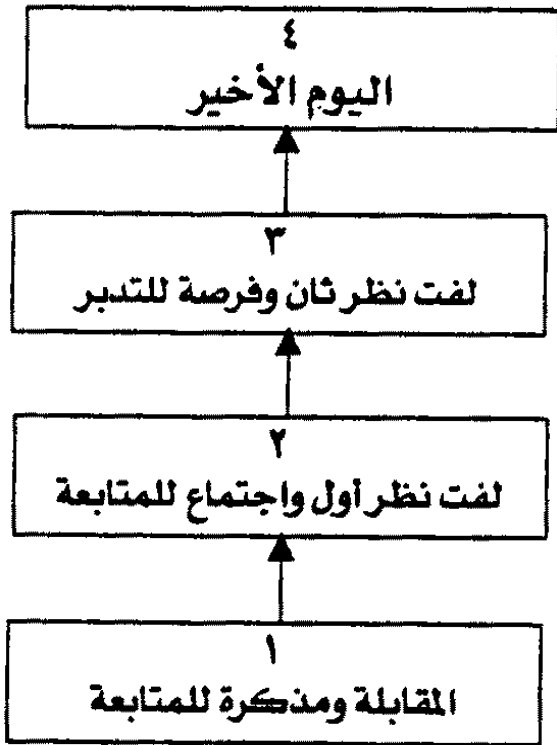 ٤
اليوم الأخير
٣
لفت نظر ثان وفرصة للتدبر
٢
لفت نظر أول واجتماع للمتابعة
١
المقابلة ومذكرة للمتابعة